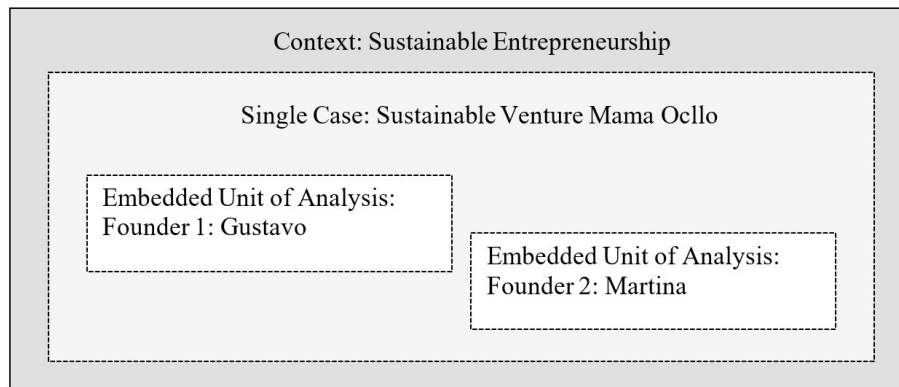 Context: Sustainable Entrepreneurship
Single Case: Sustainable Venture Mama Ocllo
Embedded Unit of Analysis:
Founder 1: Gustavo
Embedded Unit of Analysis:
Founder 2: Martina